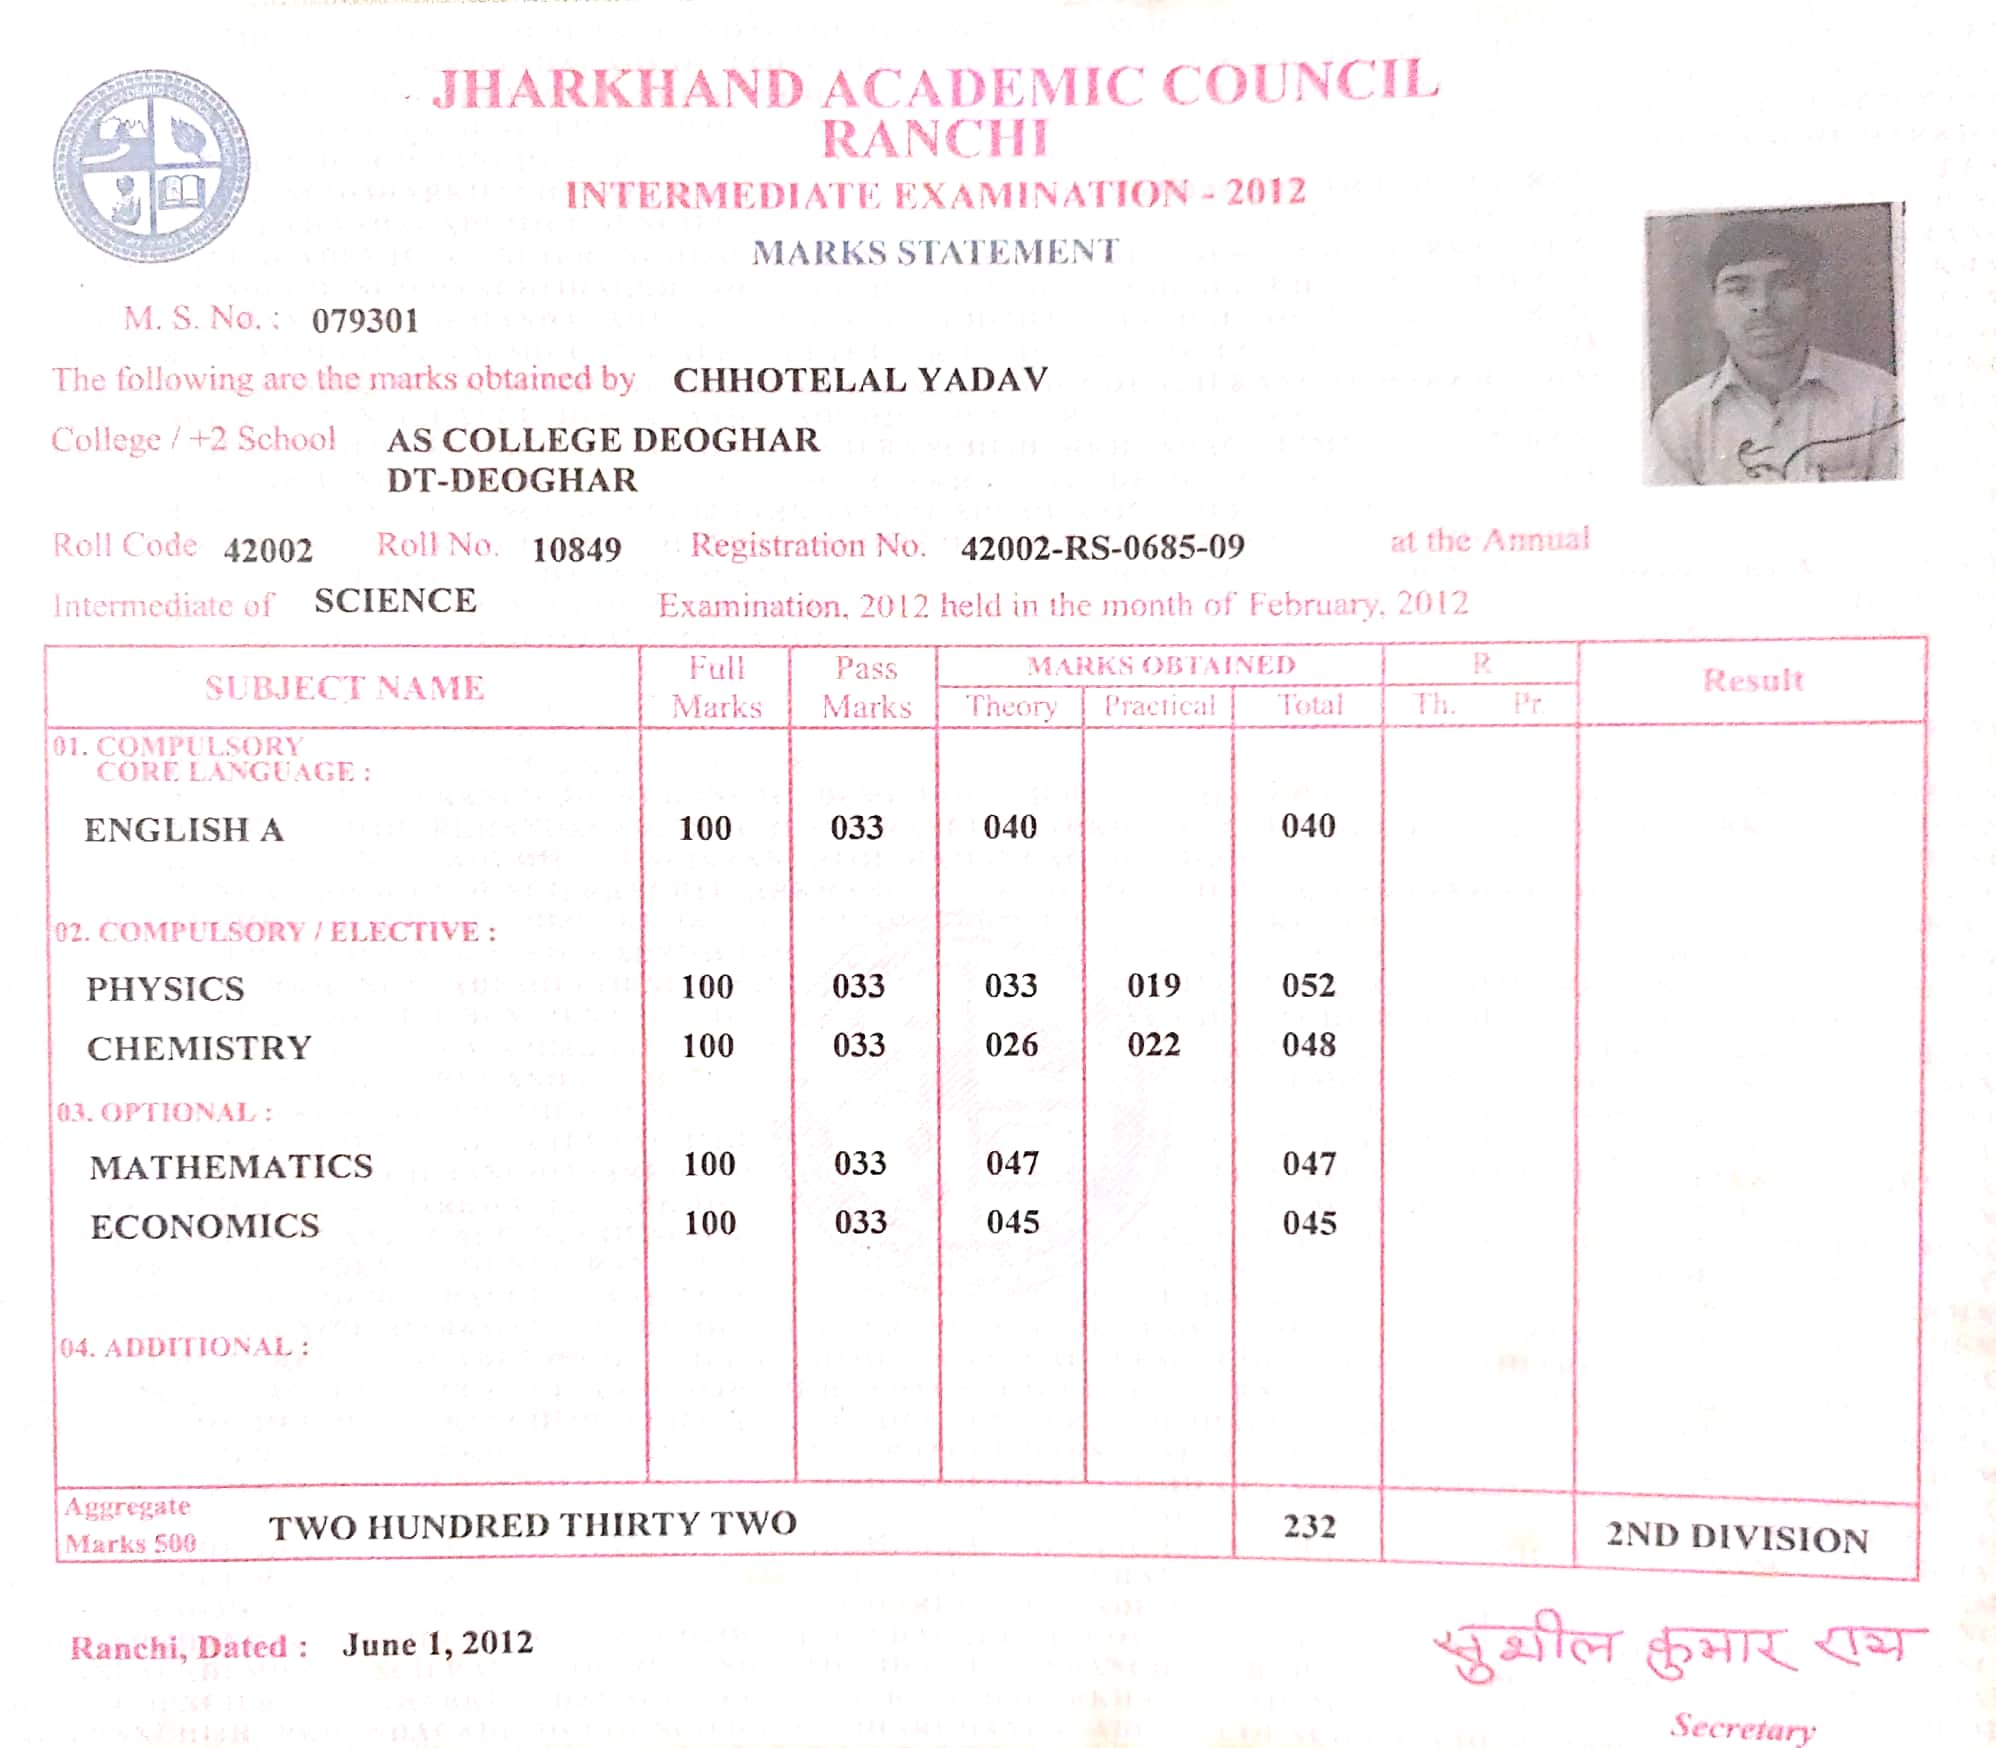 JHARKHAND ACADEMIC COUNCIL
RANCHI
INTERMEDIATE EXAMINATION - 2012
MARKS STATEMENT
M. S. No. : 079301
The following are the marks obtained by CHHOTELAL YADAV
College / +2 School AS COLLEGE DEOGHAR
DT-DEOGHAR
Roll Code 42002 Roll No. 10849 Registration No. 42002-RS-0685-09 at the Annual
Intermediate of SCIENCE Examination, 2012 held in the month of February, 2012
SUBJECT NAME Full Marks Pass Marks MARKS OBTAINED R Result
Theory Practical Total Th. Pr.
01. COMPULSORY
CORE LANGUAGE :
ENGLISH A 100 033 040 040
02. COMPULSORY / ELECTIVE :
PHYSICS 100 033 033 019 052
CHEMISTRY 100 033 026 022 048
03. OPTIONAL :
MATHEMATICS 100 033 047 047
ECONOMICS 100 033 045 045
04. ADDITIONAL :
Aggregate
Marks 500 TWO HUNDRED THIRTY TWO 232 2ND DIVISION
Ranchi, Dated : June 1, 2012
सुशील कुमार राय
Secretary